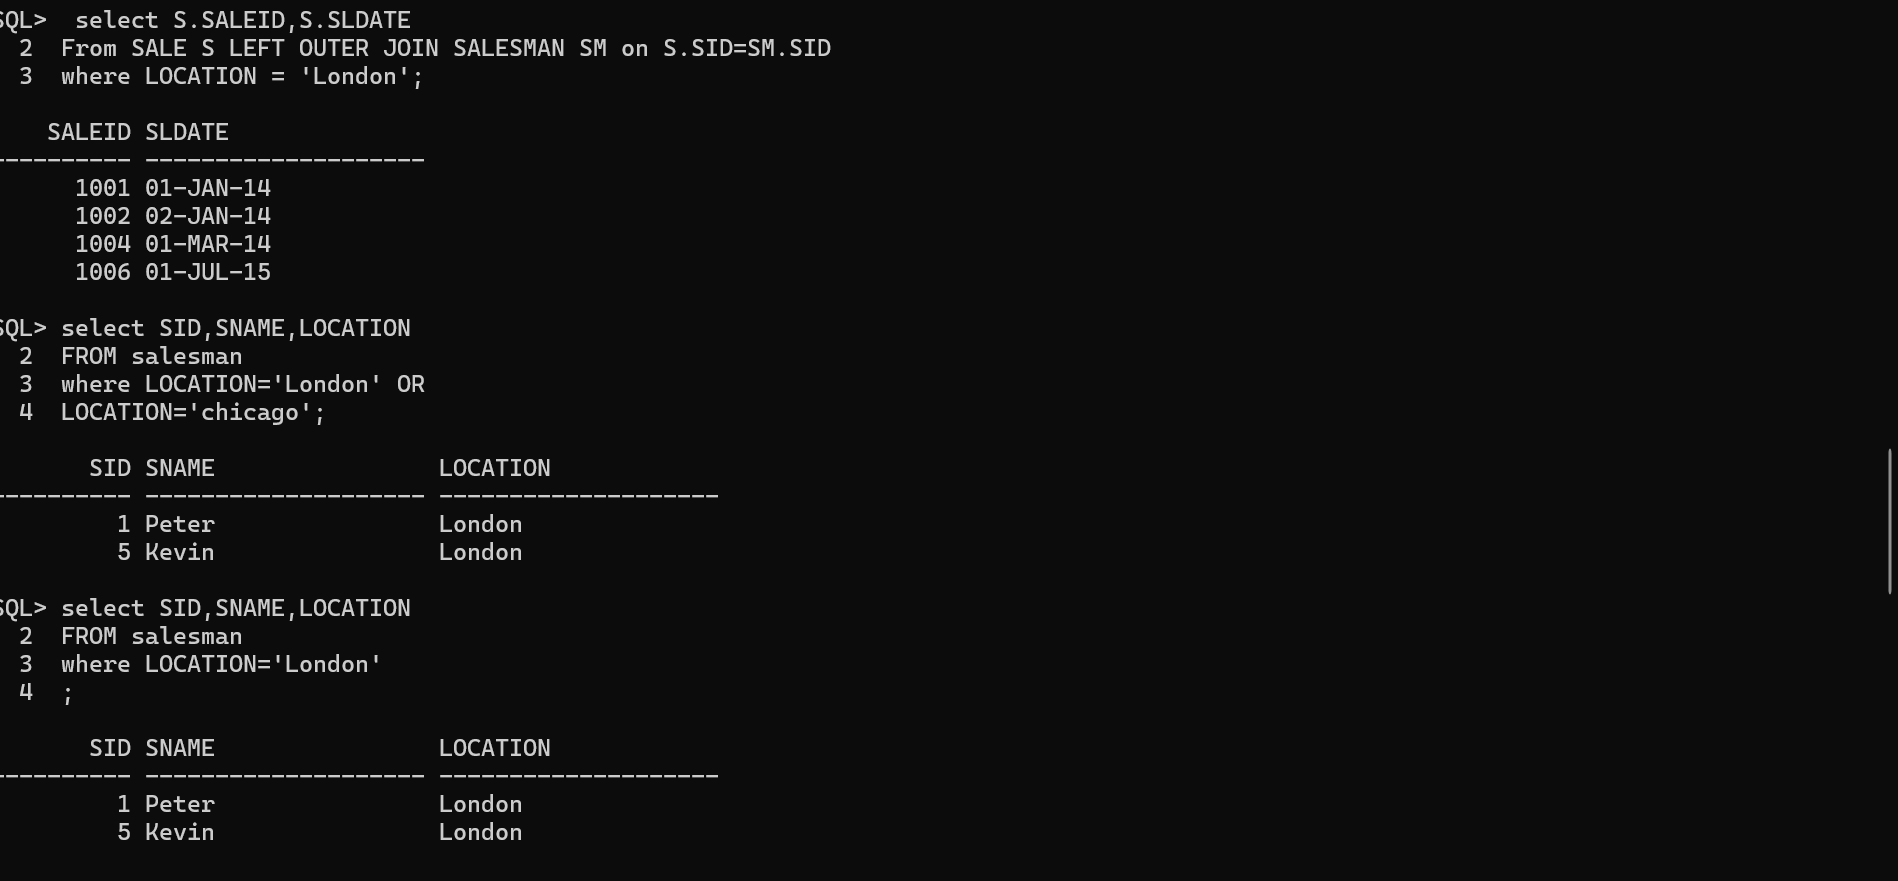 SQL>  select S.SALEID,S.SLDATE
  2  From SALE S LEFT OUTER JOIN SALESMAN SM on S.SID=SM.SID
  3  where LOCATION = 'London';
    SALEID SLDATE
---------- --------------------
      1001 01-JAN-14
      1002 02-JAN-14
      1004 01-MAR-14
      1006 01-JUL-15
SQL> select SID,SNAME,LOCATION
  2  FROM salesman
  3  where LOCATION='London' OR
  4  LOCATION='chicago';
       SID SNAME                LOCATION
---------- -------------------- --------------------
         1 Peter                London
         5 Kevin                London
SQL> select SID,SNAME,LOCATION
  2  FROM salesman
  3  where LOCATION='London'
  4  ;
       SID SNAME                LOCATION
---------- -------------------- --------------------
         1 Peter                London
         5 Kevin                London